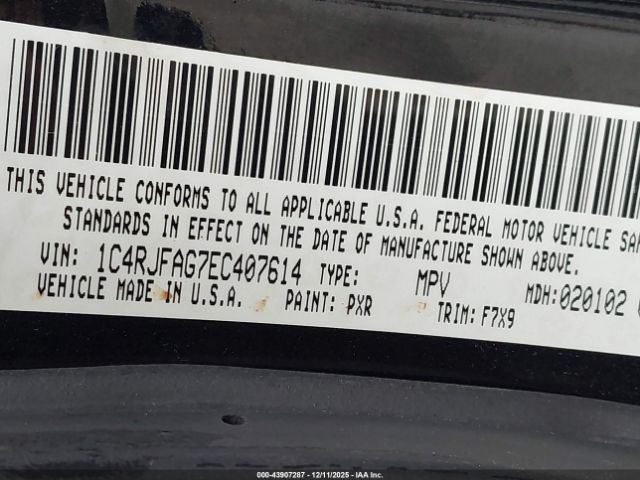 THIS VEHICLE CONFORMS TO ALL APPLICABLE U.S.A. FEDERAL MOTOR VEHICLE
STANDARDS IN EFFECT ON THE DATE OF MANUFACTURE SHOWN ABOVE.
VIN: 1C4RJFAG7EC407614 TYPE: MPV MDH:020102
VEHICLE MADE IN U.S.A. PAINT: PXR TRIM: F7X9
000-43907287 - 12/11/2025 - IAA Inc.